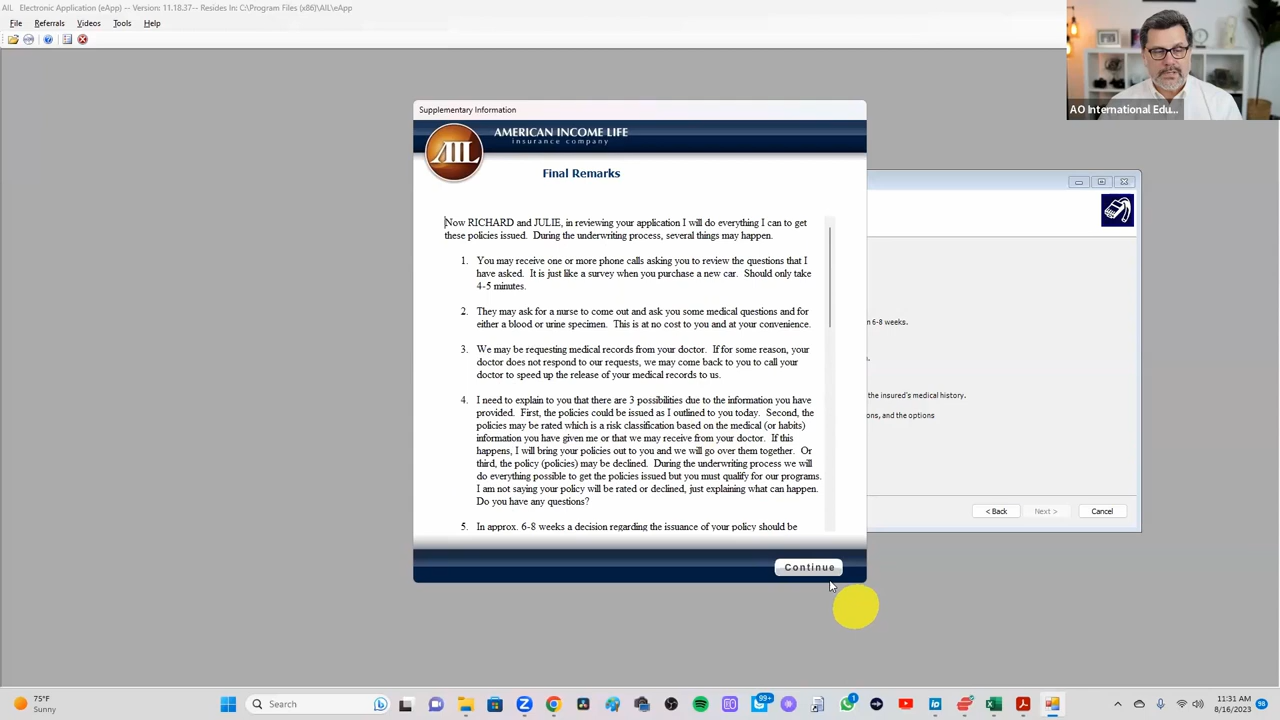 AIL   Electronic Application (eApp) -- Version: 11.18.37-- Resides In: C:\Program Files (x86)\AIL\eApp
File Referrals Videos Tools Help
AO International Edu...
Supplementary Information
AIL
AMERICAN INCOME LIFE
insurance company
Final Remarks
Now RICHARD and JULIE, in reviewing your application I will do everything I can to get
these policies issued.  During the underwriting process, several things may happen.
1. You may receive one or more phone calls asking you to review the questions that I
have asked.  It is just like a survey when you purchase a new car.  Should only take
4-5 minutes.
2. They may ask for a nurse to come out and ask you some medical questions and for
either a blood or urine specimen.  This is at no cost to you and at your convenience.
3. We may be requesting medical records from your doctor.  If for some reason, your
doctor does not respond to our requests, we may come back to you to call your
doctor to speed up the release of your medical records to us.
4. I need to explain to you that there are 3 possibilities due to the information you have
provided.  First, the policies could be issued as I outlined to you today.  Second, the
policies may be rated which is a risk classification based on the medical (or habits)
information you have given me or that we may receive from your doctor.  If this
happens, I will bring your policies out to you and we will go over them together.  Or
third, the policy (policies) may be declined.  During the underwriting process we will
do everything possible to get the policies issued but you must qualify for our programs.
I am not saying your policy will be rated or declined, just explaining what can happen.
Do you have any questions?
5. In approx. 6-8 weeks a decision regarding the issuance of your policy should be
Continue
n 6-8 weeks.
the insured's medical history.
ons, and the options
< Back Next > Cancel
75°F
Sunny
Search
99+
1
11:31 AM
8/16/2023
98